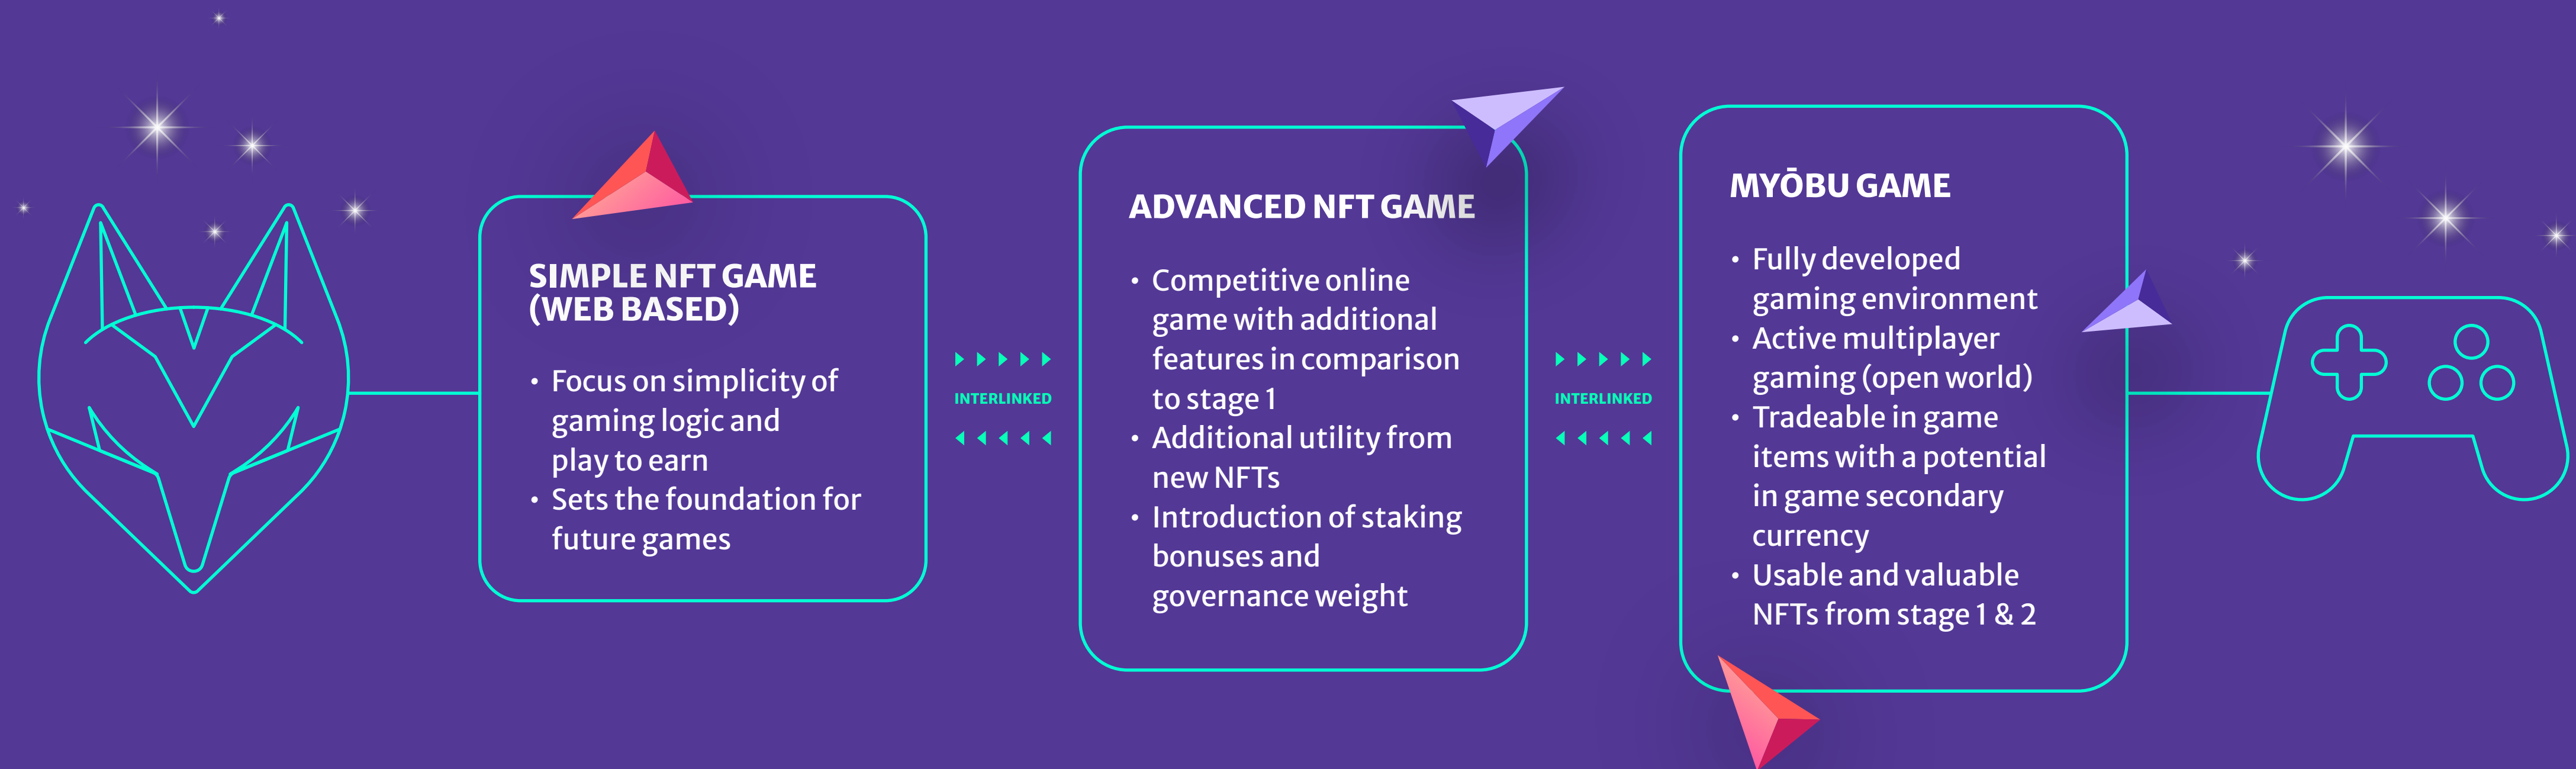 SIMPLE NFT GAME
(WEB BASED)
• Focus on simplicity of
gaming logic and
play to earn
• Sets the foundation for
future games
INTERLINKED
ADVANCED NFT GAME
• Competitive online
game with additional
features in comparison
to stage 1
• Additional utility from
new NFTs
• Introduction of staking
bonuses and
governance weight
INTERLINKED
MYŌBU GAME
• Fully developed
gaming environment
• Active multiplayer
gaming (open world)
• Tradeable in game
items with a potential
in game secondary
currency
• Usable and valuable
NFTs from stage 1 & 2